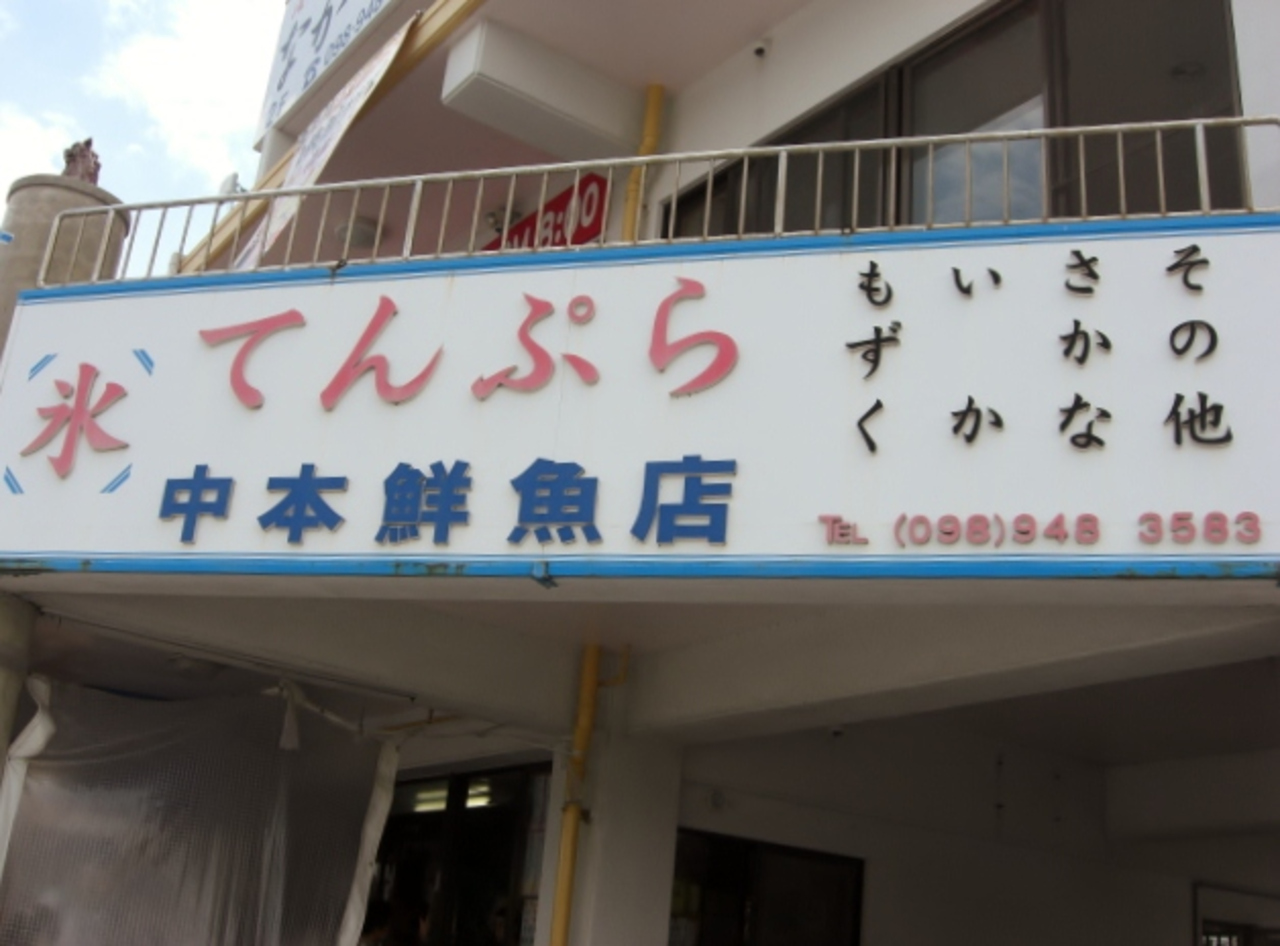 氷
てんぷら
中本鮮魚店
その他
さかな
いか
もずく
TEL (098)948 3583